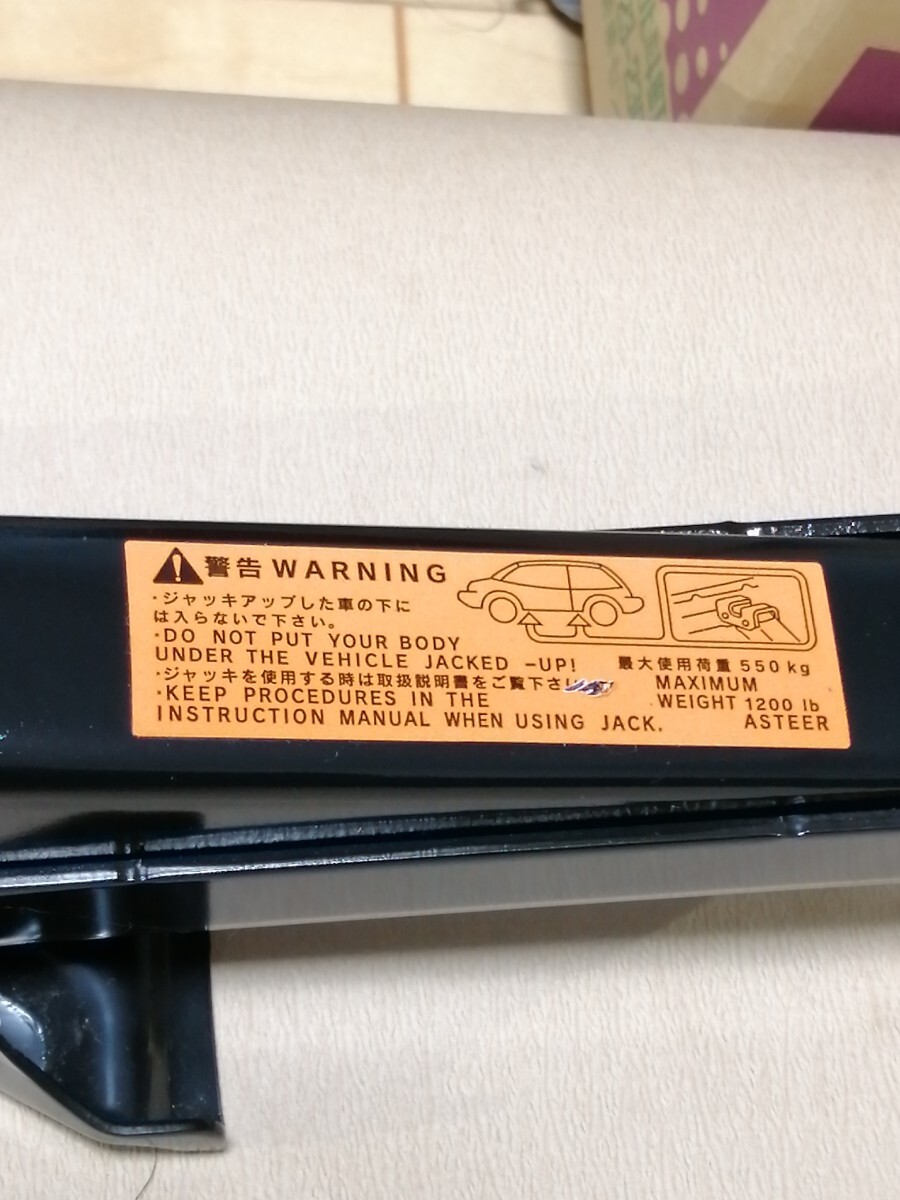 警告 WARNING
・ジャッキアップした車の下に
は入らないで下さい。
・DO NOT PUT YOUR BODY
UNDER THE VEHICLE JACKED -UP!
・ジャッキを使用する時は取扱説明書をご覧下さ
・KEEP PROCEDURES IN THE
INSTRUCTION MANUAL WHEN USING JACK.
最大使用荷重 550kg
MAXIMUM
WEIGHT 1200 lb
ASTEER